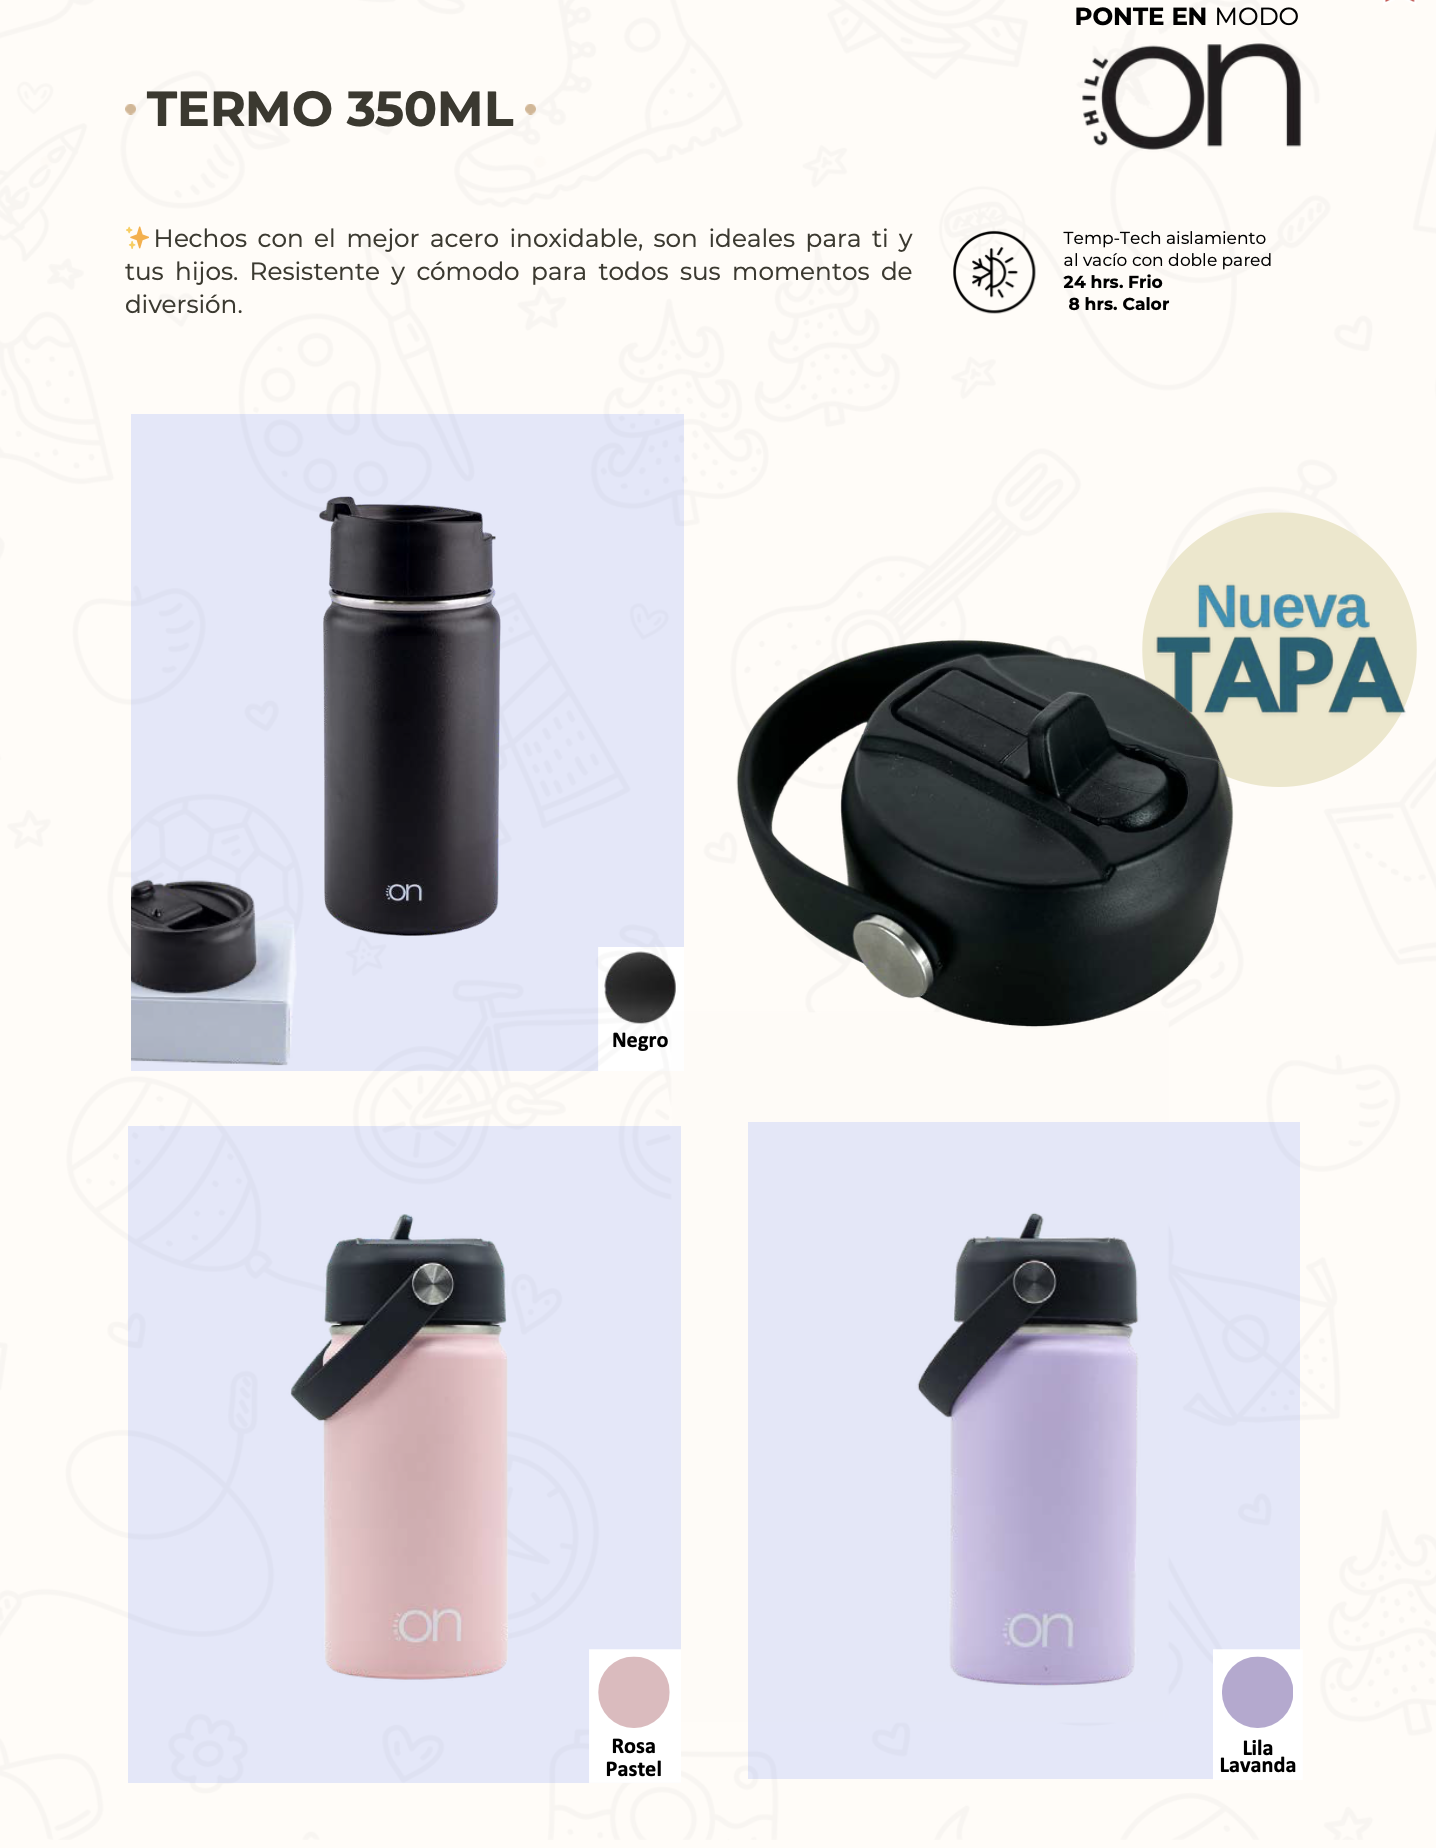 PONTE EN MODO
CHILL
on
• TERMO 350ML •
✨Hechos con el mejor acero inoxidable, son ideales para ti y
tus hijos. Resistente y cómodo para todos sus momentos de
diversión.
Temp-Tech aislamiento
al vacío con doble pared
24 hrs. Frio
8 hrs. Calor
Nueva
TAPA
on
Negro
on
Rosa
Pastel
on
Lila
Lavanda